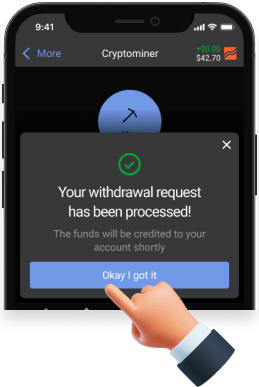 9:41
More
Cryptominer
+$0.00
$42.70
Your withdrawal request
has been processed!
The funds will be credited to your
account shortly
Okay I got it